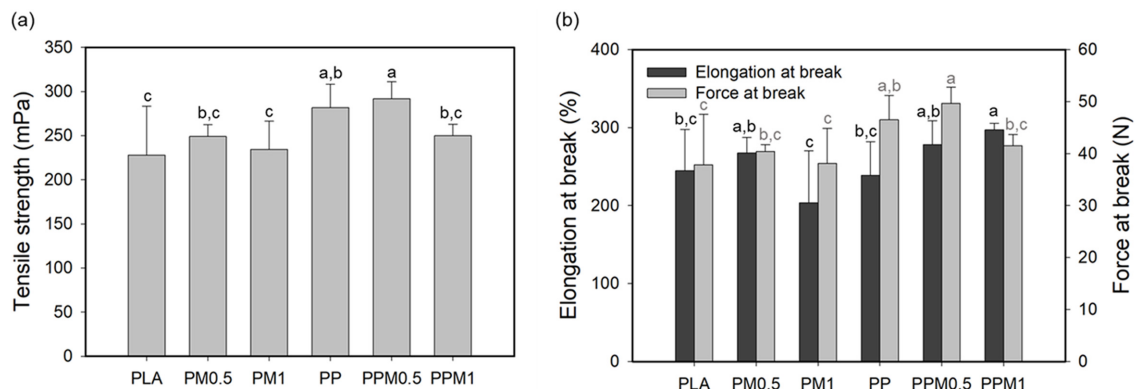 (a)
350
300
250
200
150
100
50
0
Tensile strength (mPa)
c
b,c
c
a,b
a
b,c
PLA PM0.5 PM1 PP PPM0.5 PPM1
(b)
400
300
200
100
0
Elongation at break (%)
Elongation at break
Force at break
b,c
c
a,b
b,c
c
c
b,c
a,b
a,b
a
a
b,c
60
50
40
30
20
10
0
Force at break (N)
PLA PM0.5 PM1 PP PPM0.5 PPM1